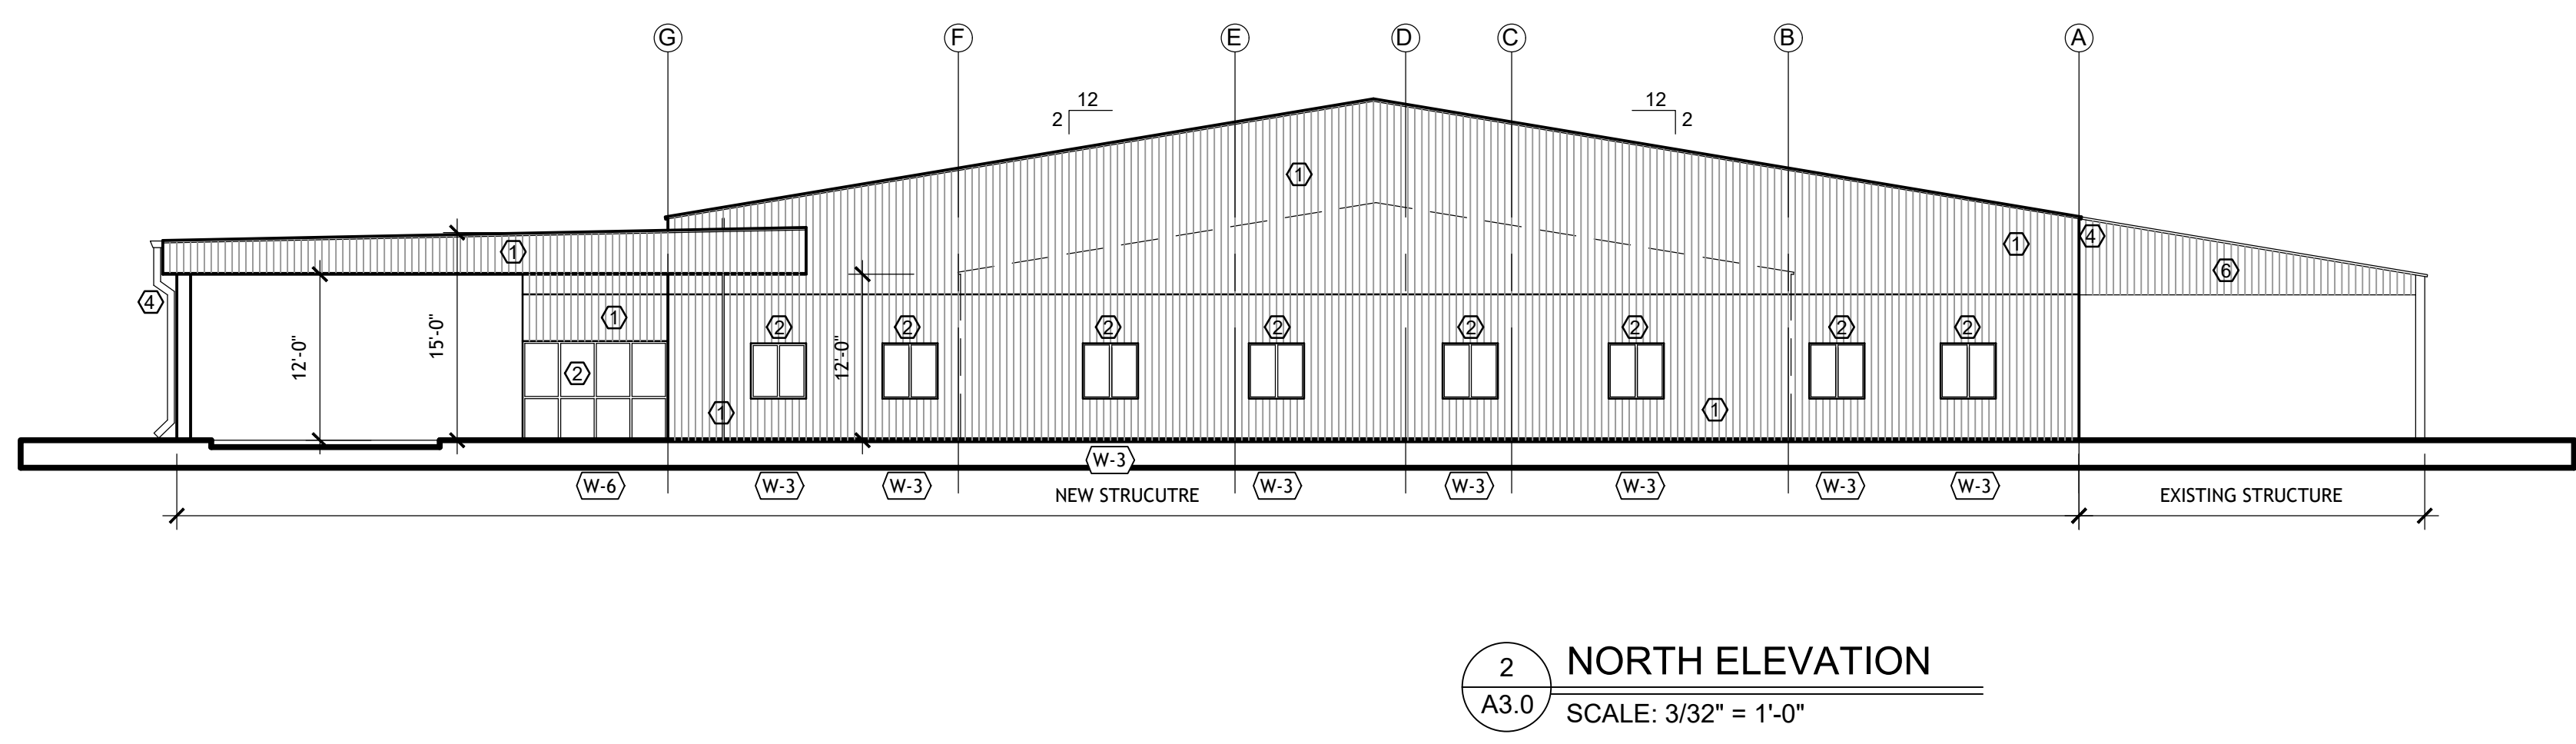 G F E D C B A
12 12
2 2
1
1 4
1
1 6
4
1
2 2 2 2 2 2 2 2
12'-0" 15'-0" 12'-0"
2
1 1
W-3
W-6 W-3 W-3 W-3 W-3 W-3 W-3 W-3
NEW STRUCUTRE EXISTING STRUCTURE
2 NORTH ELEVATION
A3.0 SCALE: 3/32" = 1'-0"